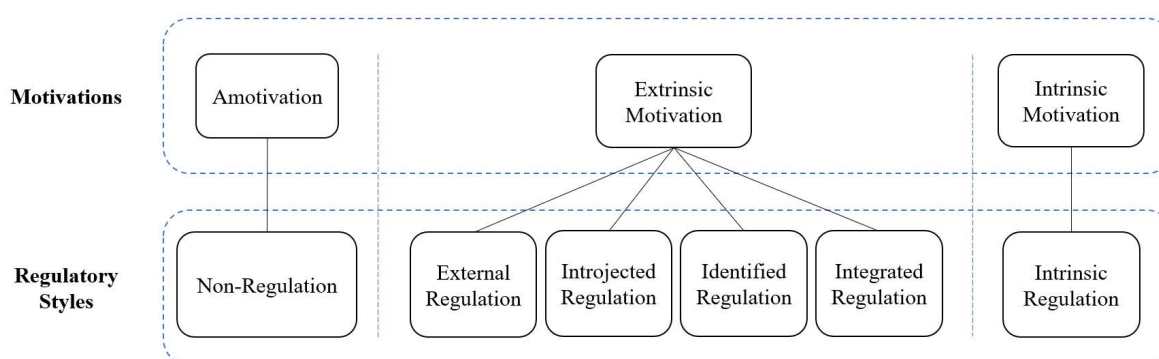 Motivations
Amotivation
Extrinsic
Motivation
Intrinsic
Motivation
Regulatory
Styles
Non-Regulation
External
Regulation
Introjected
Regulation
Identified
Regulation
Integrated
Regulation
Intrinsic
Regulation